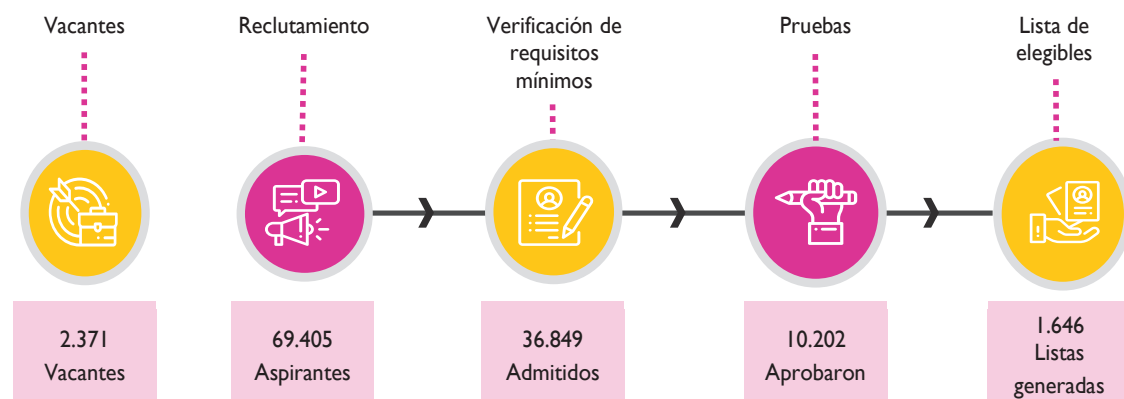 Vacantes
Reclutamiento
Verificación de
requisitos
mínimos
Pruebas
Lista de
elegibles
2.371
Vacantes
69.405
Aspirantes
36.849
Admitidos
10.202
Aprobaron
1.646
Listas
generadas